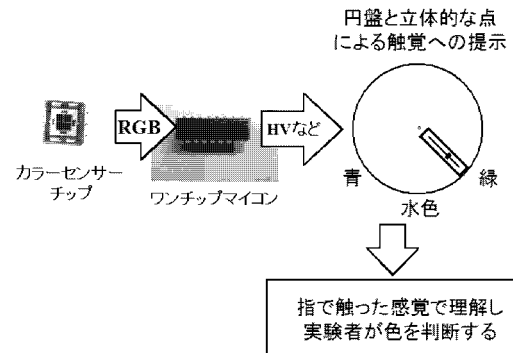 円盤と立体的な点
による触覚への提示
RGB
HVなど
カラーセンサー
チップ
ワンチップマイコン
青
緑
水色
指で触った感覚で理解し
実験者が色を判断する